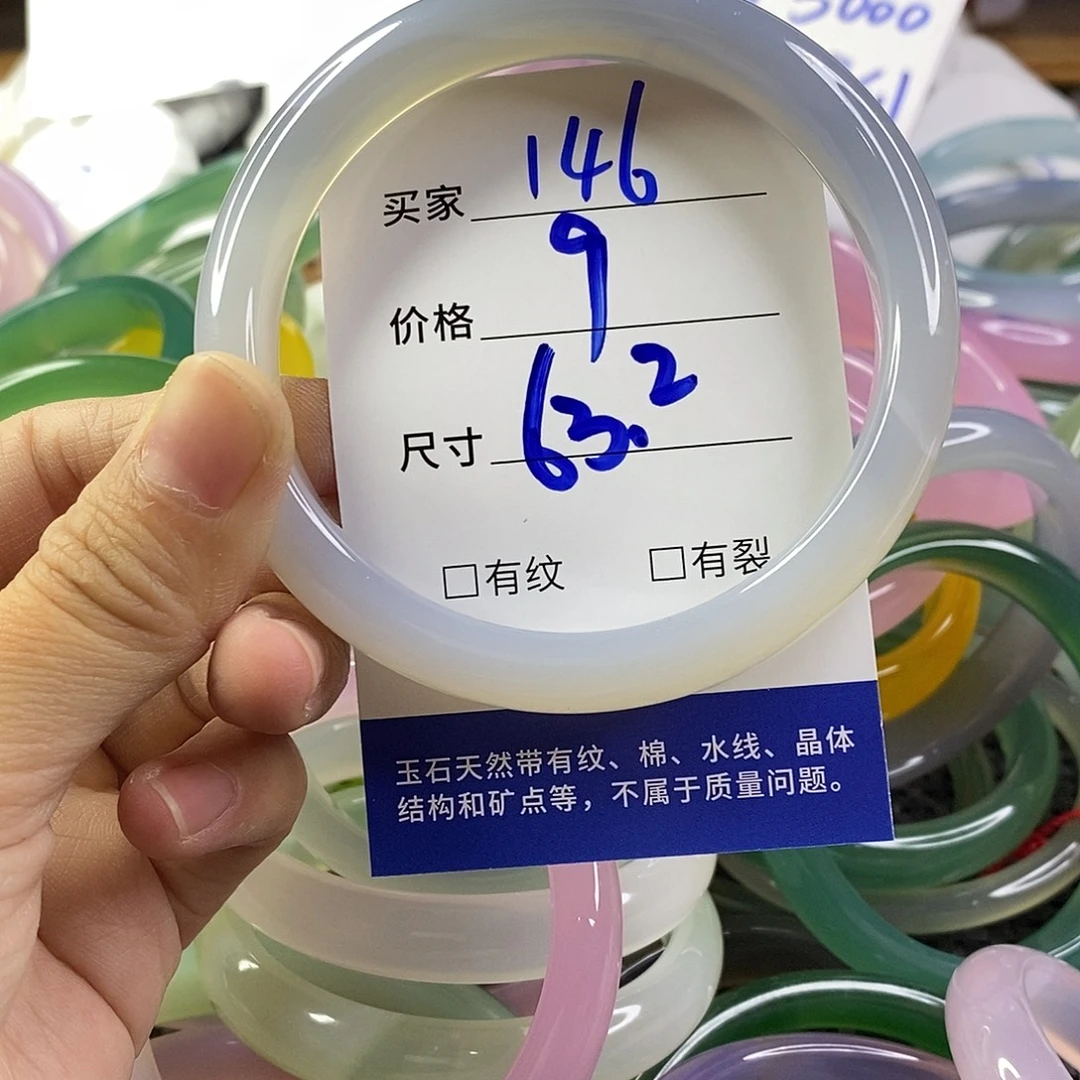 5000
买家 146
价格 9
尺寸 63.2
□有纹 □有裂
玉石天然带有纹、棉、水线、晶体
结构和矿点等，不属于质量问题。